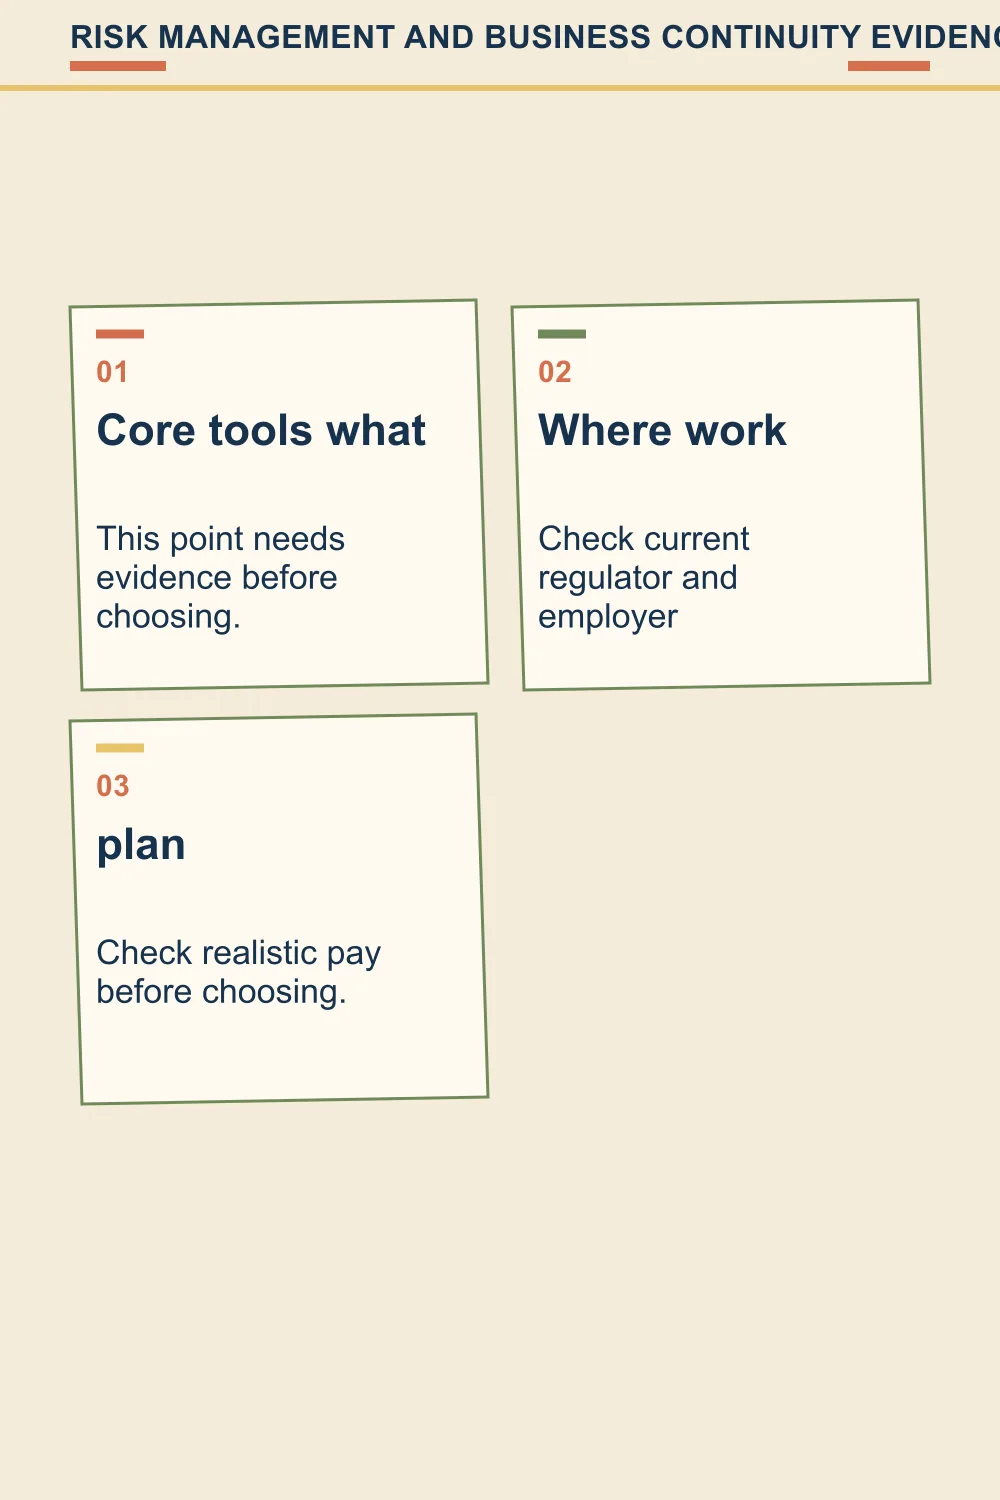 RISK MANAGEMENT AND BUSINESS CONTINUITY
01
Core tools what
This point needs
evidence before
choosing.
02
Where work
Check current
regulator and
employer
03
plan
Check realistic pay
before choosing.